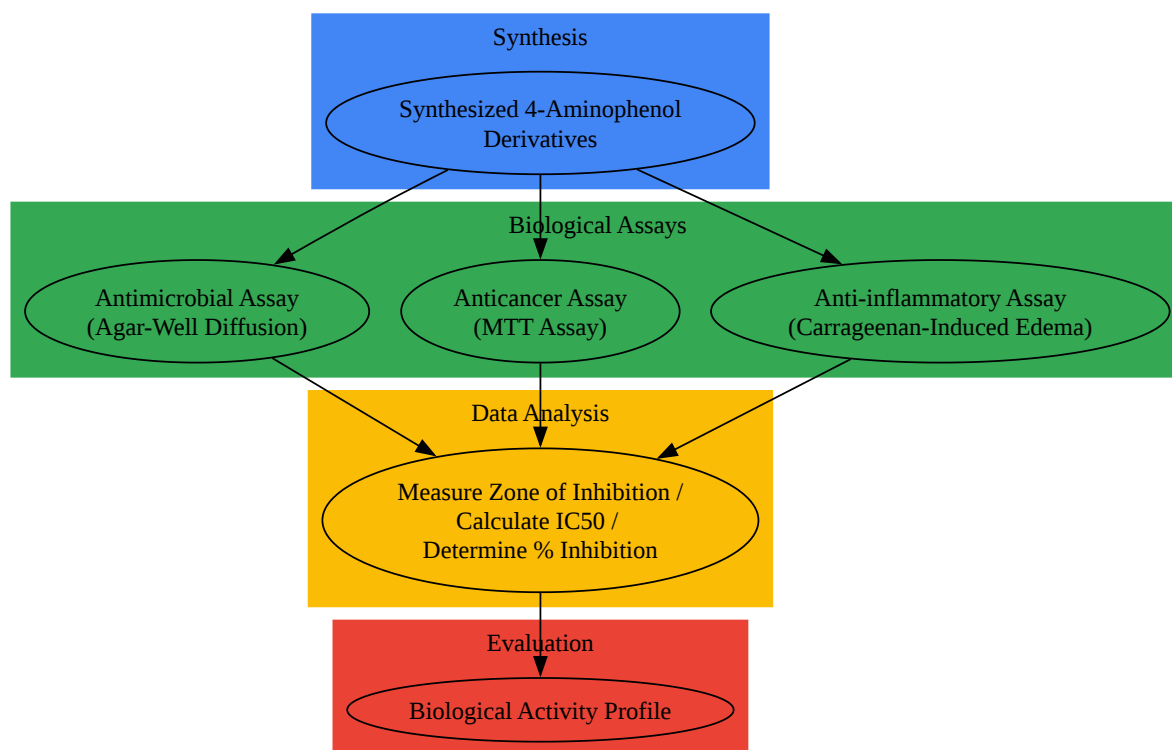 Synthesis
Synthesized 4-Aminophenol
Derivatives
Biological Assays
Antimicrobial Assay
(Agar-Well Diffusion)
Anticancer Assay
(MTT Assay)
Anti-inflammatory Assay
(Carrageenan-Induced Edema)
Data Analysis
Measure Zone of Inhibition /
Calculate IC50 /
Determine % Inhibition
Evaluation
Biological Activity Profile